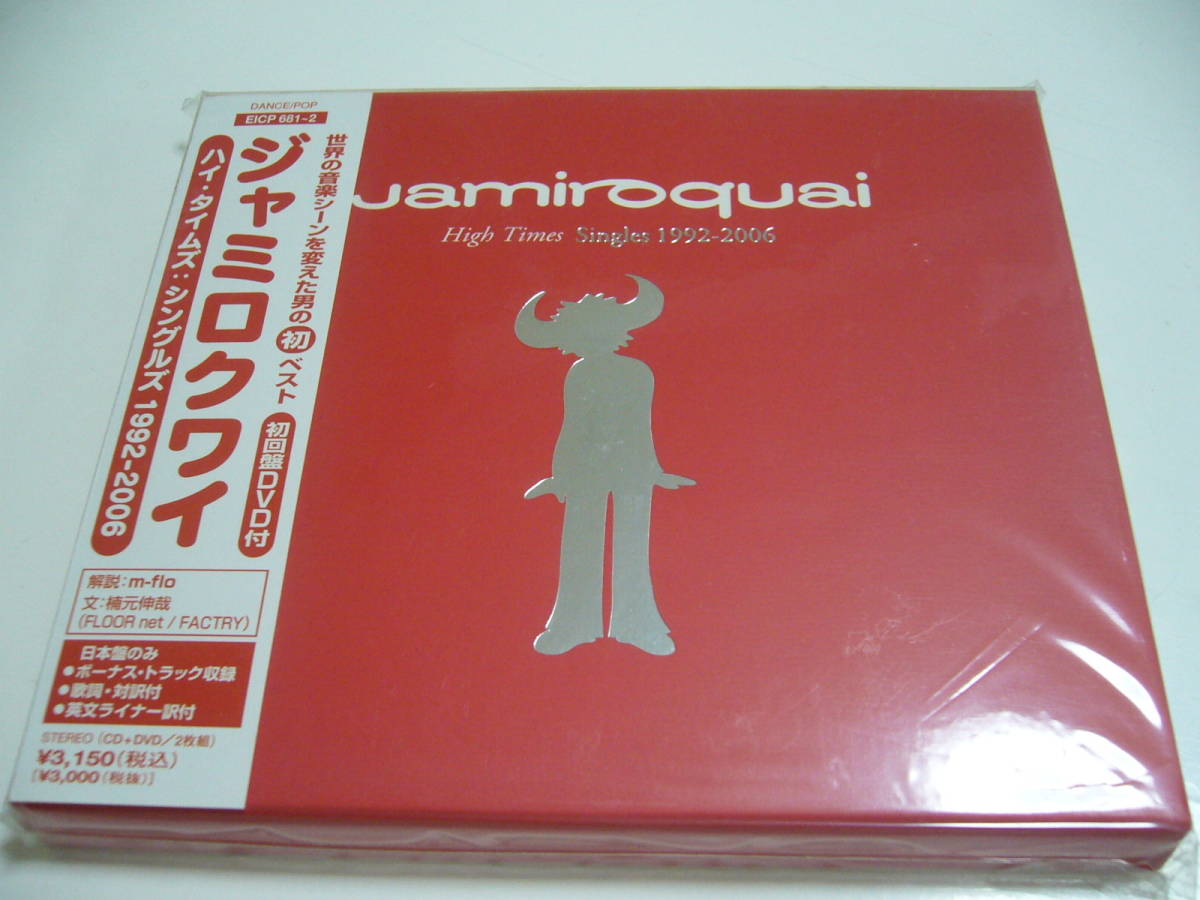 DANCE/POP
EICP 681~2
世界の音楽シーンを変えた男の初ベスト
初回盤DVD付
ジャミロクワイ
ハイ・タイムズ:シングルズ 1992-2006
解説:m-flo
文:楠元伸哉
(FLOOR net / FACTRY)
日本盤のみ
●ボーナス・トラック収録
●歌詞・対訳付
●英文ライナー訳付
STEREO (CD+DVD/2枚組)
¥3,150(税込)
[¥3,000(税抜)]
Jamiroquai
High Times Singles 1992-2006